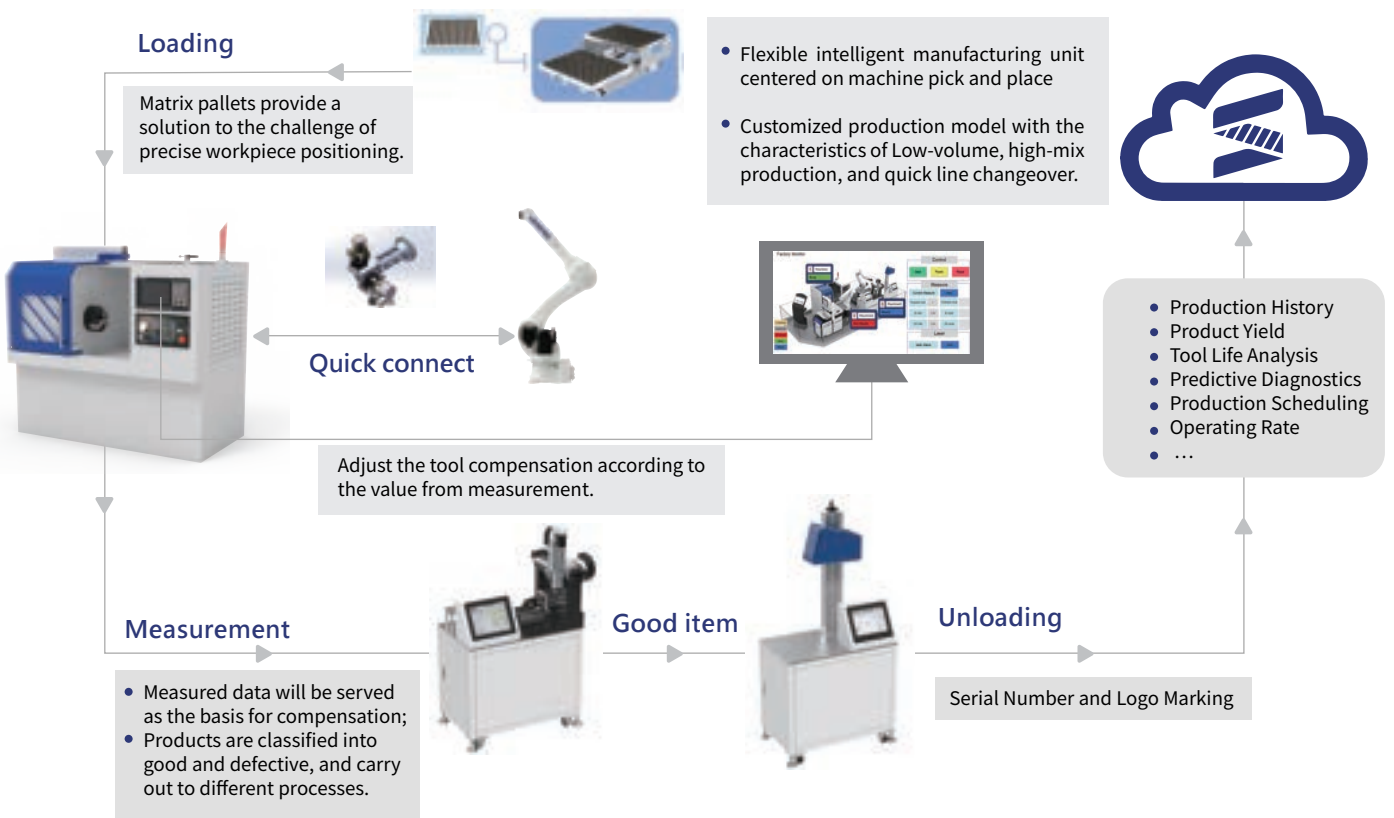 Loading
Matrix pallets provide a
solution to the challenge of
precise workpiece positioning.
• Flexible intelligent manufacturing unit
centered on machine pick and place
• Customized production model with the
characteristics of Low-volume, high-mix
production, and quick line changeover.
Quick connect
Factory Monitor
Control
Measure
Label
• Production History
• Product Yield
• Tool Life Analysis
• Predictive Diagnostics
• Production Scheduling
• Operating Rate
• ...
Adjust the tool compensation according to
the value from measurement.
Measurement
• Measured data will be served
as the basis for compensation;
• Products are classified into
good and defective, and carry
out to different processes.
Good item
Unloading
Serial Number and Logo Marking